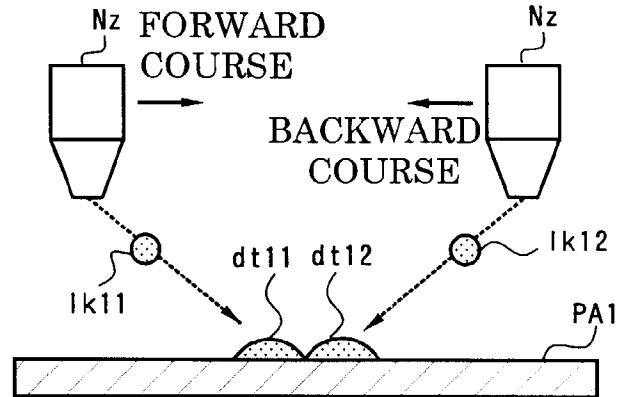 Nz
FORWARD
COURSE
Nz
BACKWARD
COURSE
Ik11
dt11
dt12
Ik12
PA1